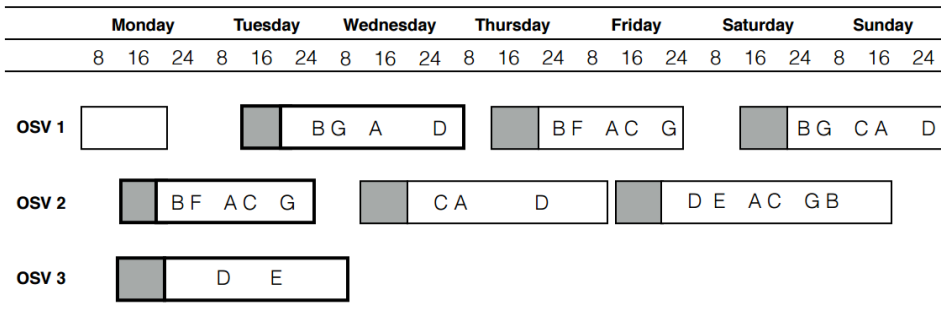 Monday Tuesday Wednesday Thursday Friday Saturday Sunday
8 16 24 8 16 24 8 16 24 8 16 24 8 16 24 8 16 24 8 16 24
OSV 1 B G A D B F A C G B G C A D
OSV 2 B F A C G C A D D E A C G B
OSV 3 D E